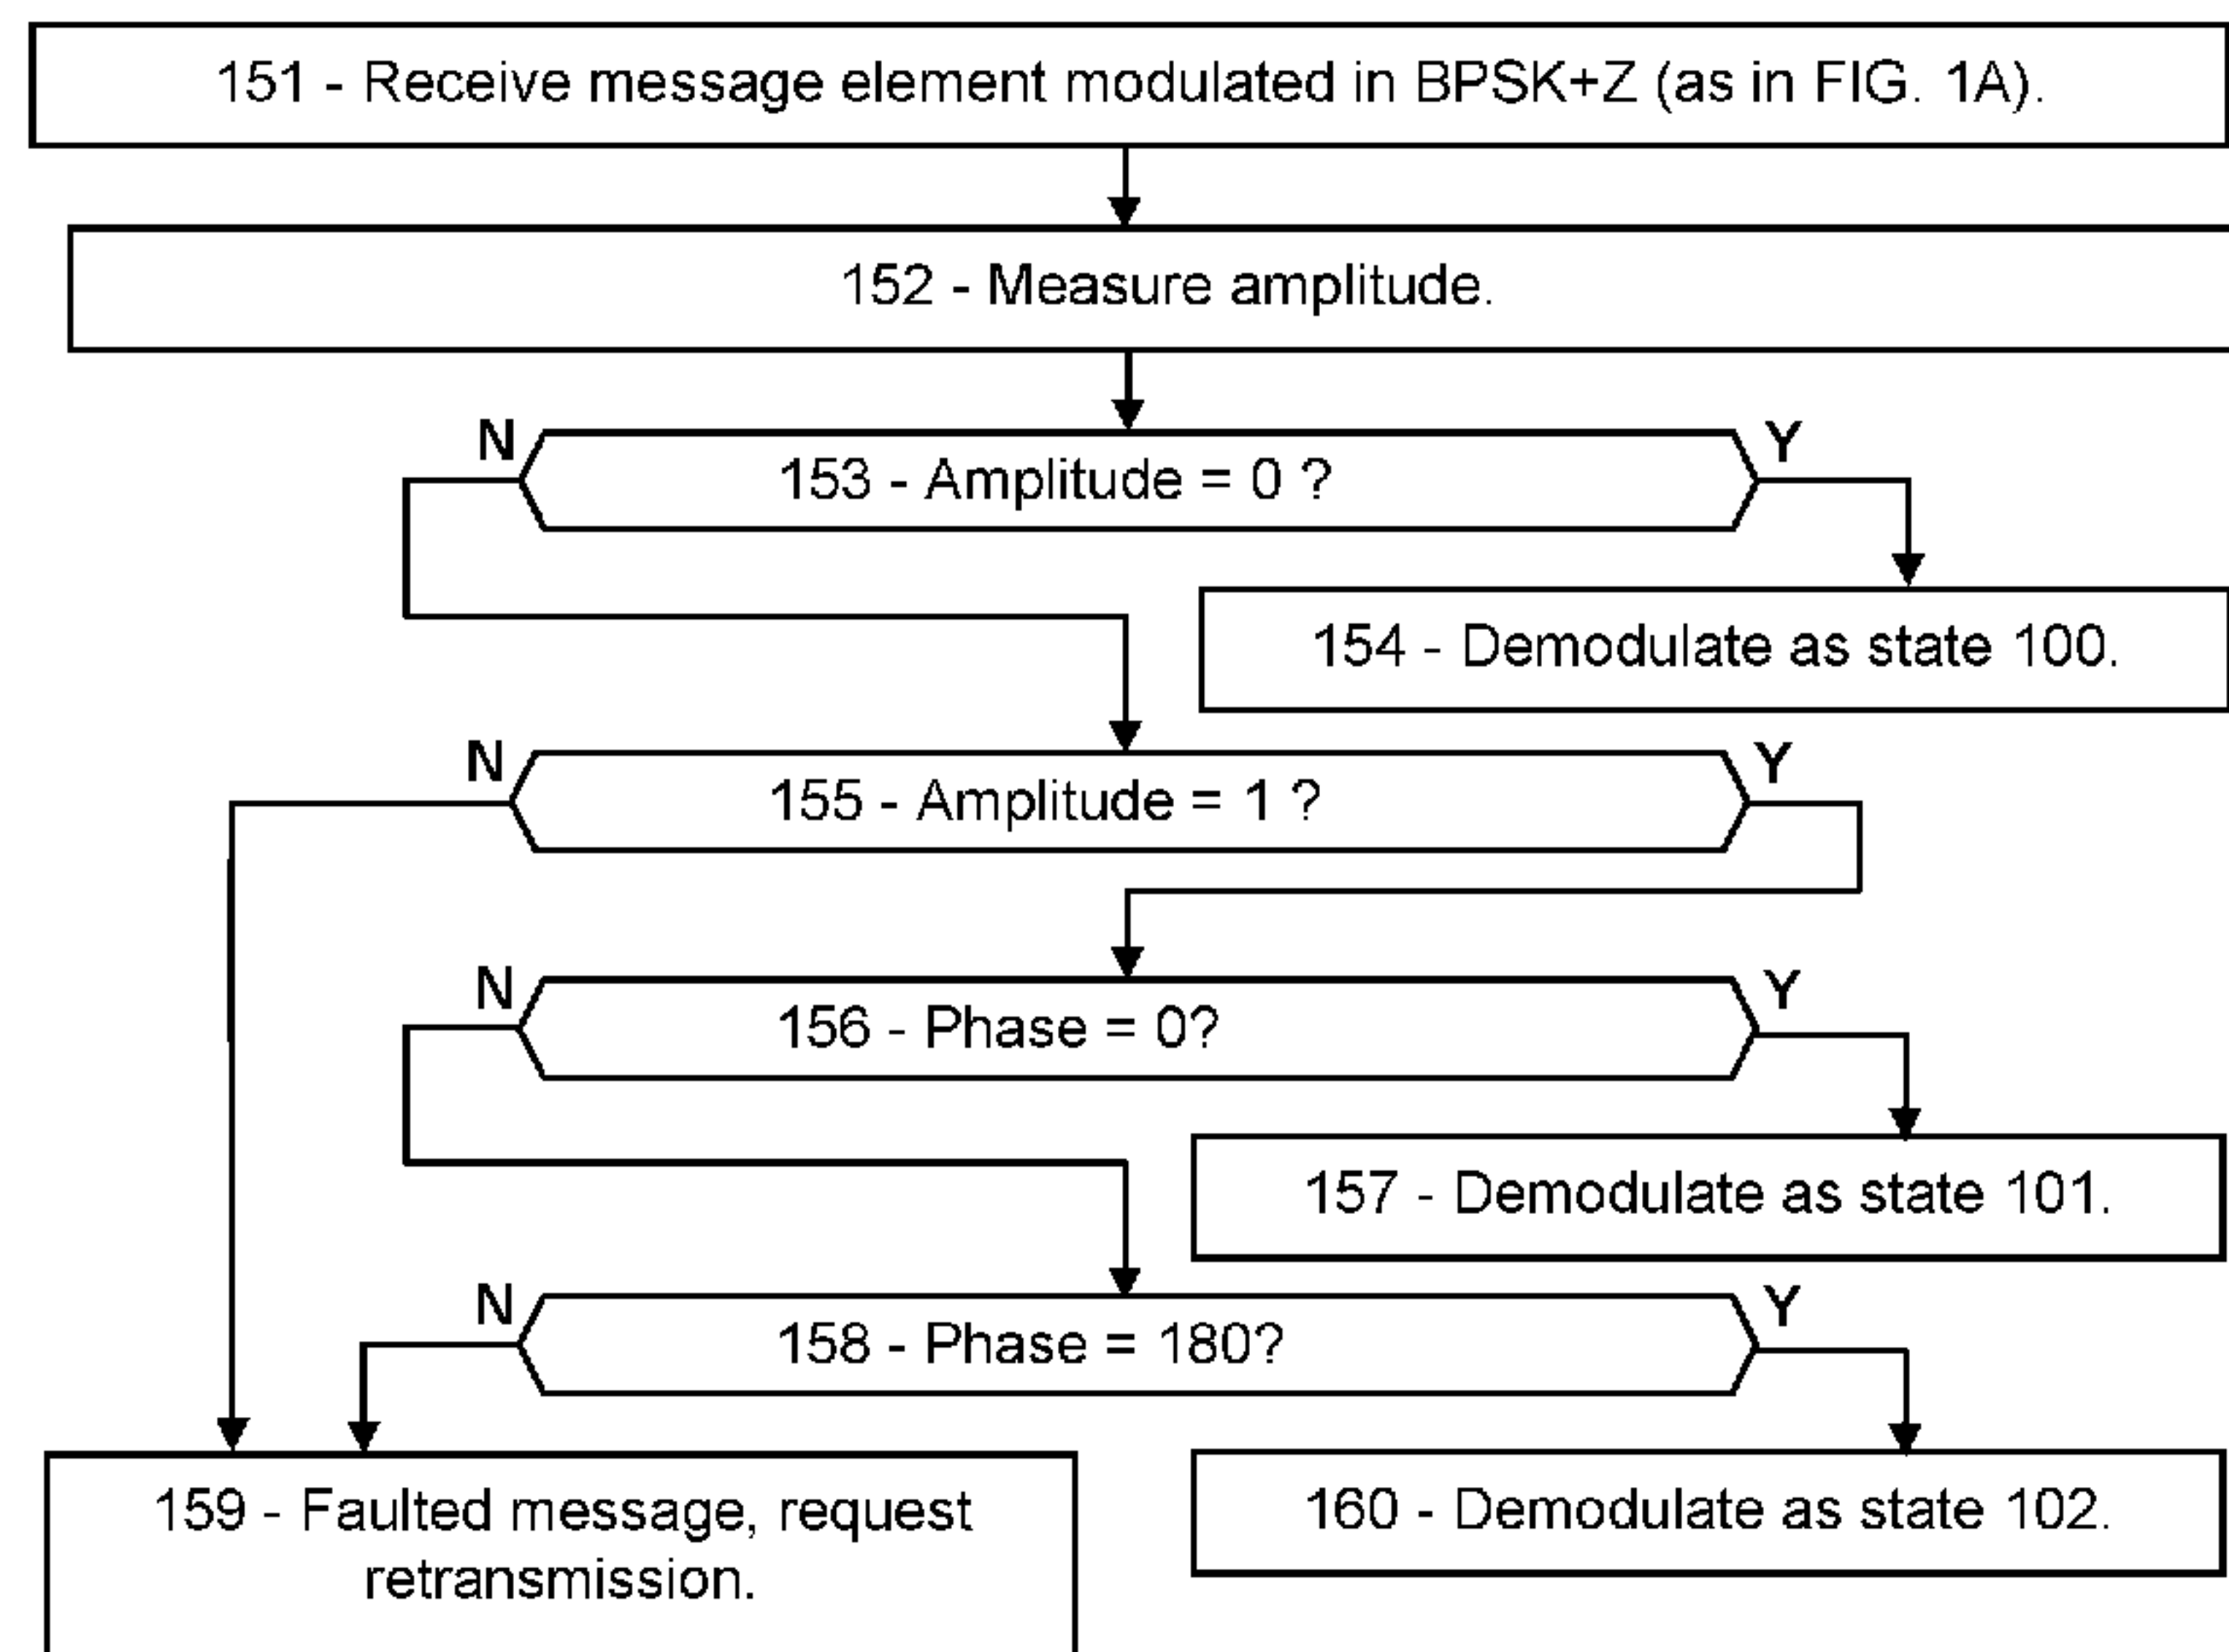 151 - Receive message element modulated in BPSK+Z (as in FIG. 1A).
152 - Measure amplitude.
N
Y
153 - Amplitude = 0 ?
154 - Demodulate as state 100.
N
Y
155 - Amplitude = 1 ?
N
Y
156 - Phase = 0?
157 - Demodulate as state 101.
N
Y
158 - Phase = 180?
159 - Faulted message, request
retransmission.
160 - Demodulate as state 102.